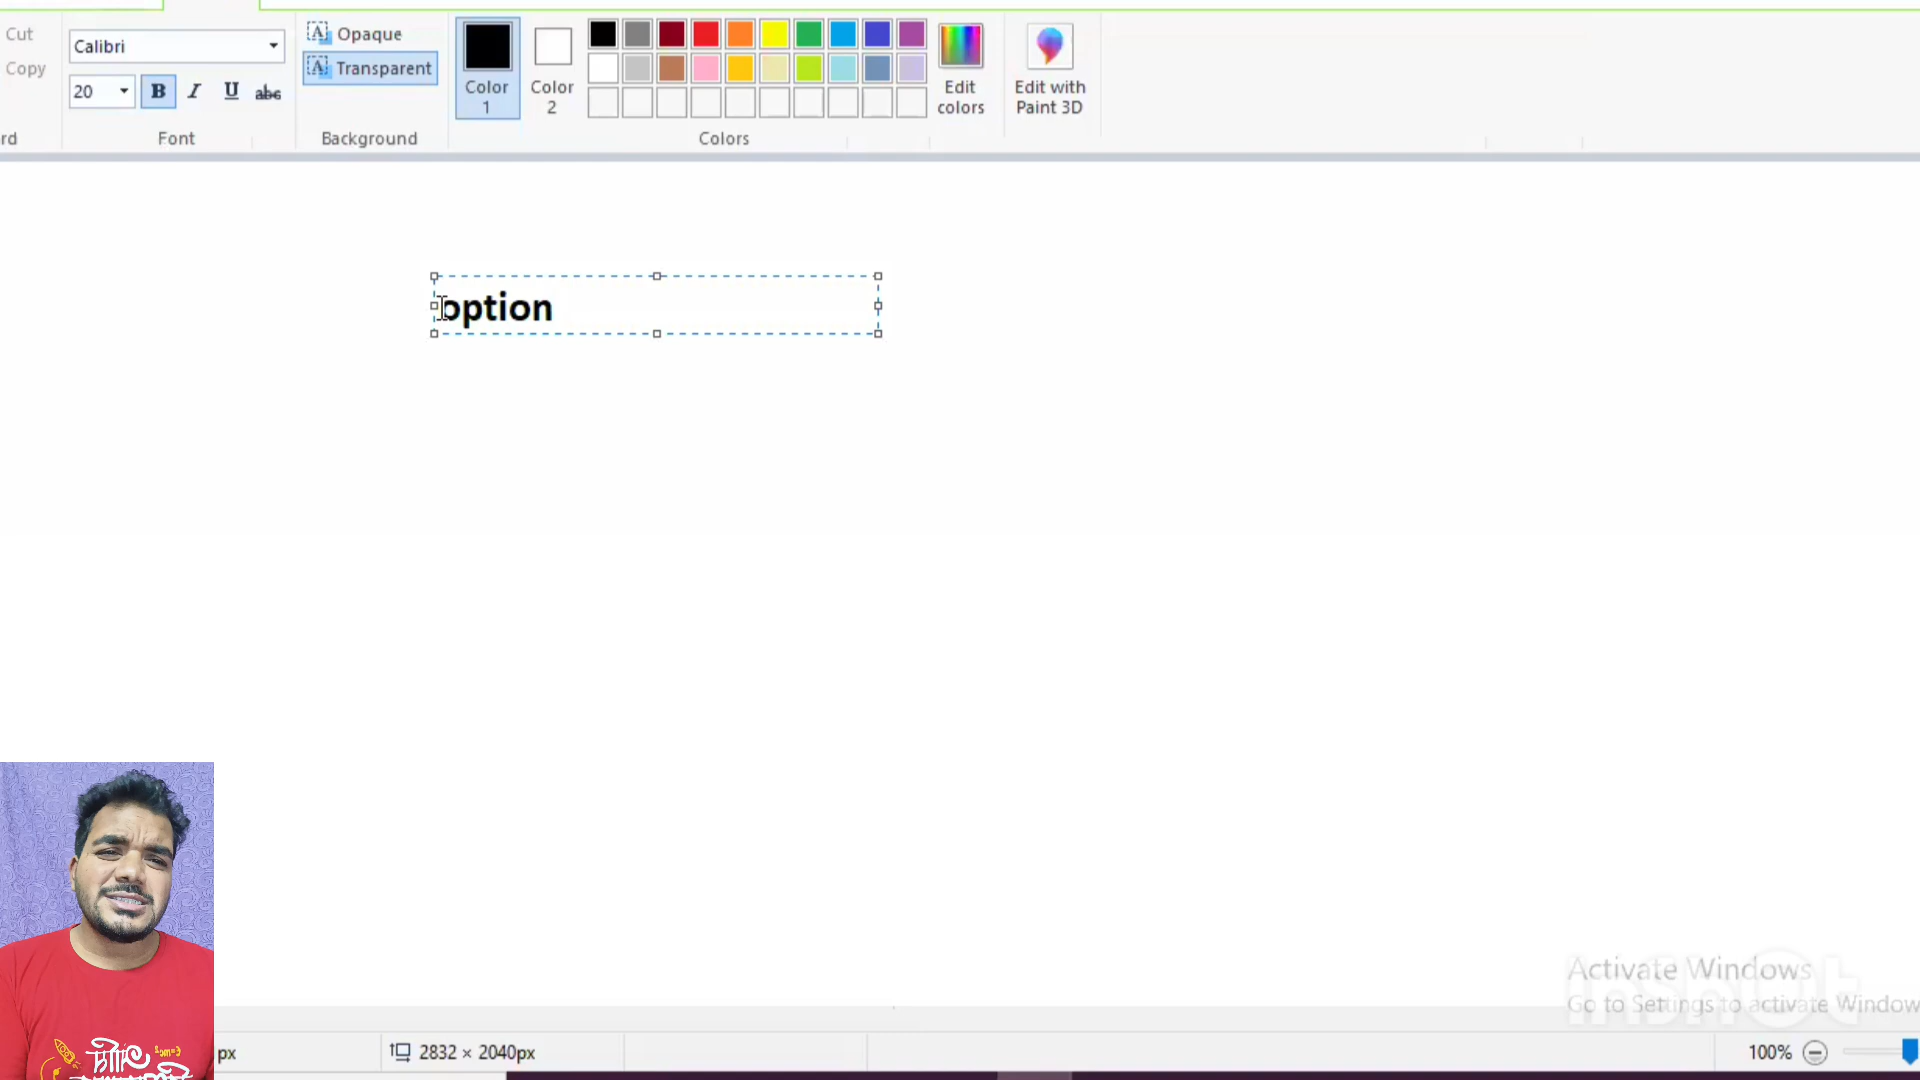 Cut
Copy
Calibri
20
B I U abc
Font
Opaque
Transparent
Background
Color 1
Color 2
Colors
Edit colors
Edit with Paint 3D
option
Activate Windows
Go to Settings to activate Window
InShot
px
2832 × 2040px
100%